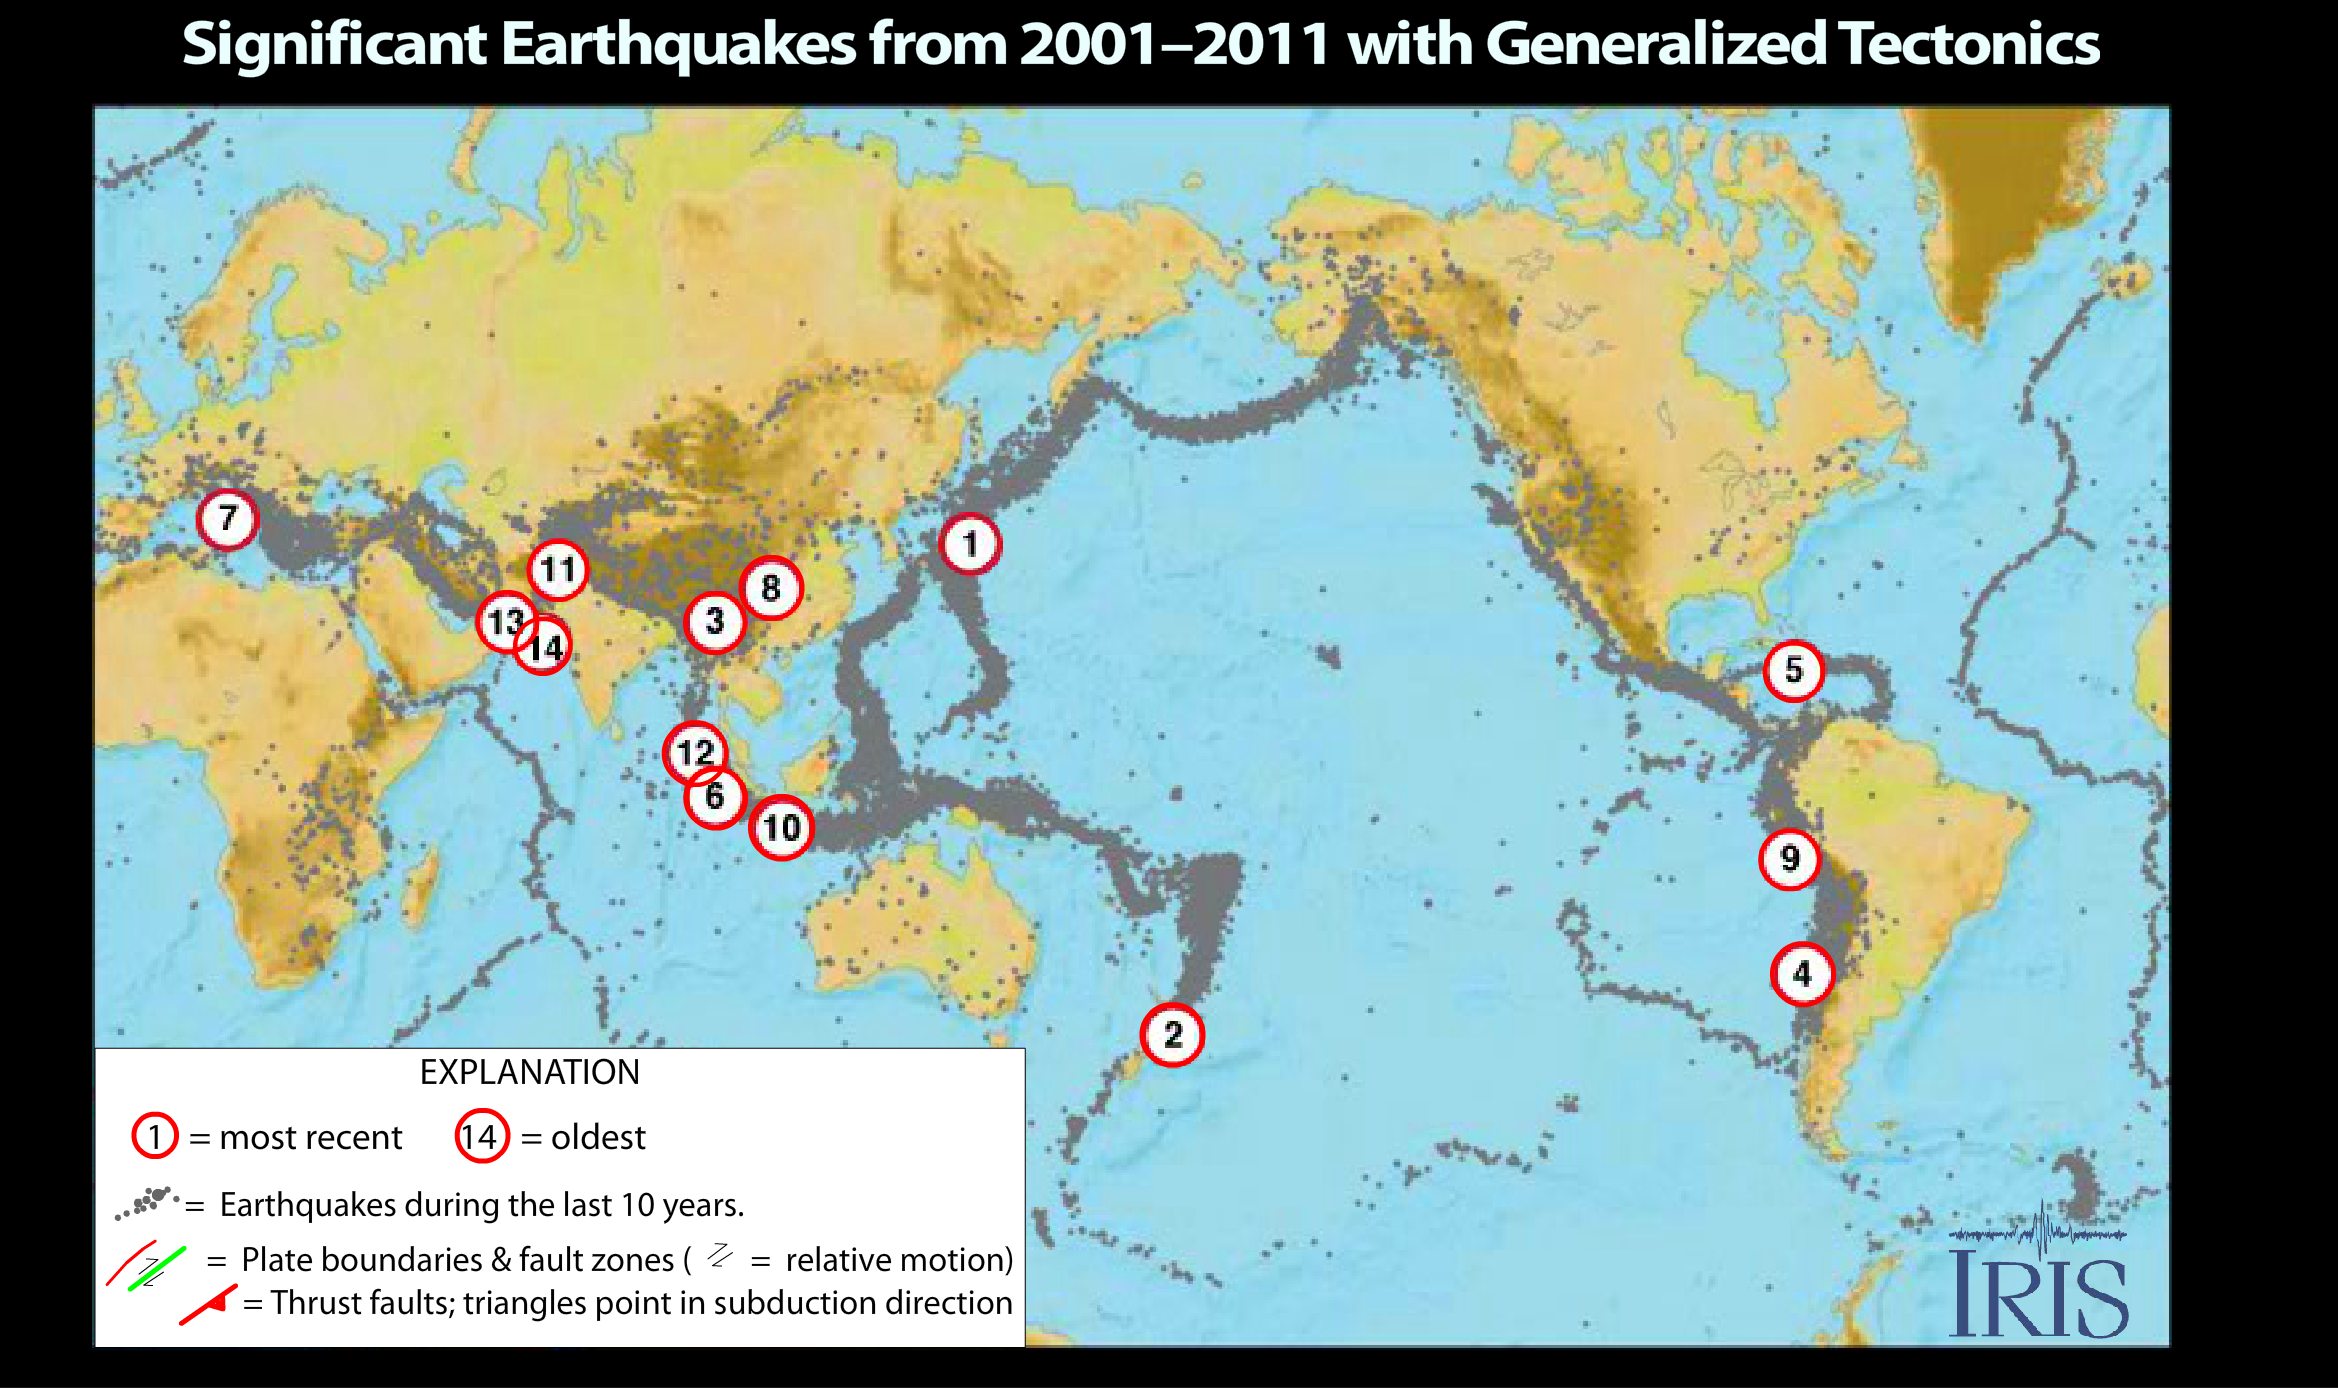 Significant Earthquakes from 2001–2011 with Generalized Tectonics
7
1
11
8
13
3
14
5
12
6
10
9
4
2
EXPLANATION
1 = most recent 14 = oldest
= Earthquakes during the last 10 years.
= Plate boundaries & fault zones ( = relative motion)
= Thrust faults; triangles point in subduction direction
IRIS